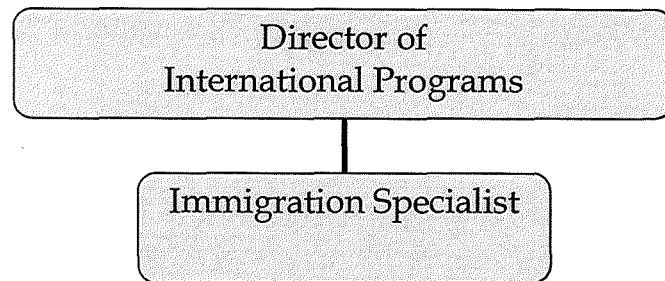 Director of
International Programs
Immigration Specialist